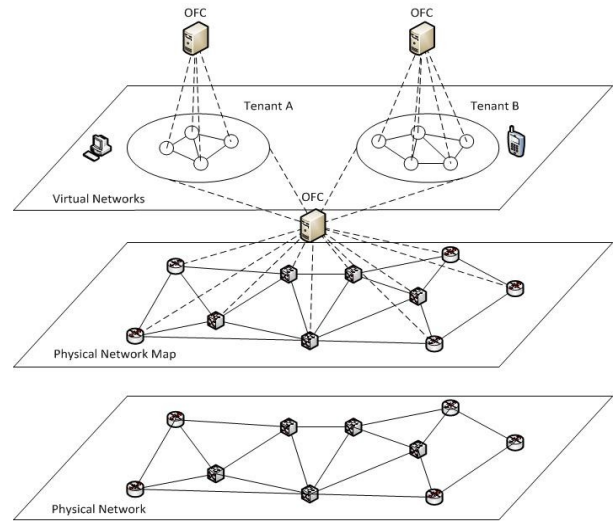 OFC
OFC
Tenant A
Tenant B
Virtual Networks
OFC
Physical Network Map
Physical Network